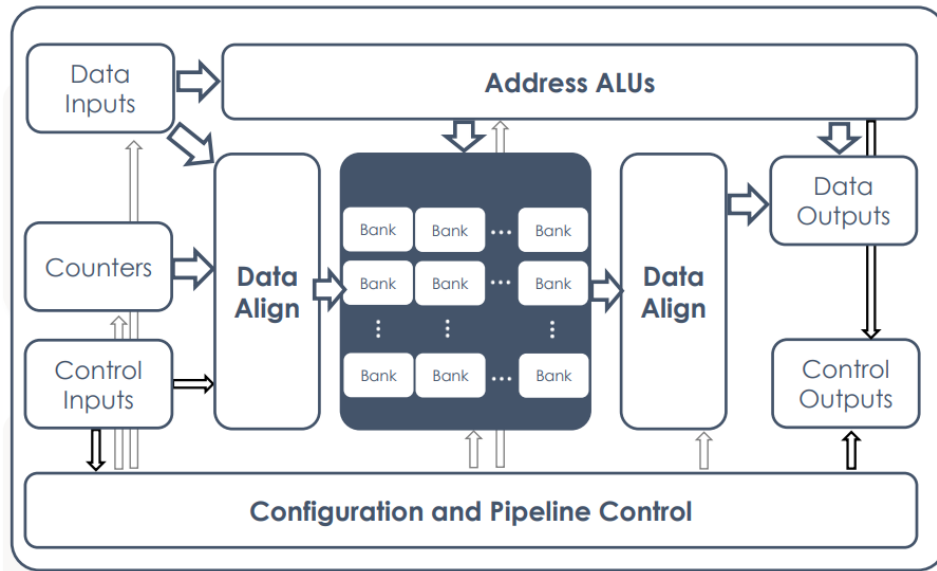 Data
Inputs
Address ALUs
Data
Outputs
Counters
Data
Align
Bank Bank ... Bank
Bank Bank ... Bank
⋮ ⋮ ⋮
Bank Bank ... Bank
Data
Align
Control
Inputs
Control
Outputs
Configuration and Pipeline Control